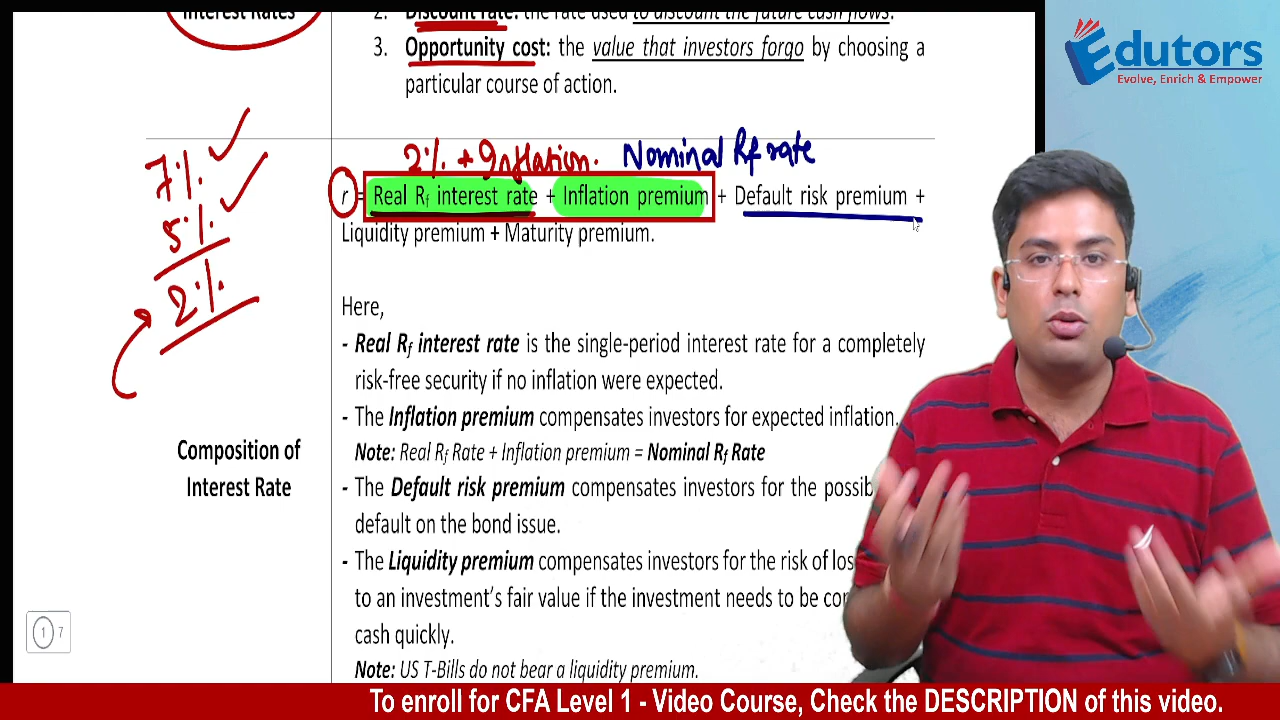 Interest Rates
2. Discount rate: the rate used to discount the future cash flows.
3. Opportunity cost: the value that investors forgo by choosing a
particular course of action.
Edutors
Evolve, Enrich & Empower
7%
5%
2%
2% + Inflation. Nominal Rf rate
r = Real Rf interest rate + Inflation premium + Default risk premium +
Liquidity premium + Maturity premium.
Here,
- Real Rf interest rate is the single-period interest rate for a completely
risk-free security if no inflation were expected.
- The Inflation premium compensates investors for expected inflation.
Note: Real Rf Rate + Inflation premium = Nominal Rf Rate
Composition of
Interest Rate
- The Default risk premium compensates investors for the possib
default on the bond issue.
- The Liquidity premium compensates investors for the risk of los
to an investment's fair value if the investment needs to be con
cash quickly.
Note: US T-Bills do not bear a liquidity premium.
1 7
To enroll for CFA Level 1 - Video Course, Check the DESCRIPTION of this video.